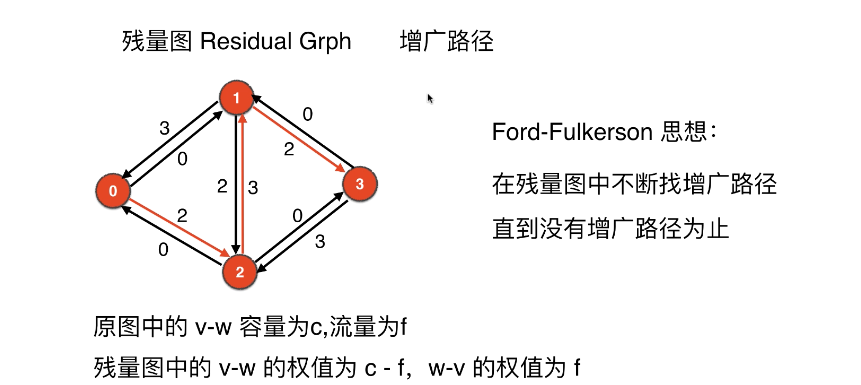 残量图 Residual Grph 增广路径
1
3
0
0
2
2
3
0
3
2
0
0
3
2
Ford-Fulkerson 思想：
在残量图中不断找增广路径
直到没有增广路径为止
原图中的 v-w 容量为c,流量为f
残量图中的 v-w 的权值为 c - f，w-v 的权值为 f